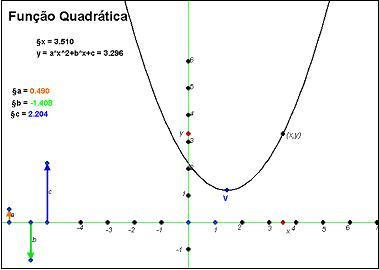 Função Quadrática
§x = 3.510
y = a*x^2+b*x+c = 3.296
§a = 0.490
§b = -1.408
§c = 2.204
6
5
4
y
(x,y)
3
2
c
1
V
a
-4 -3 -2 -1 0 1 2 3 x 4 5 6 7
b
-1